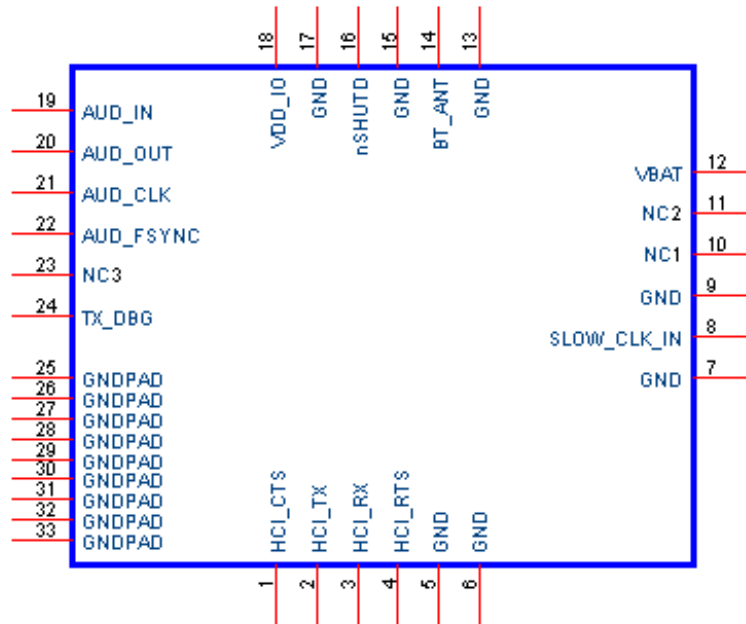 18 17 16 15 14 13
VDD_IO GND nSHUTD GND BT_ANT GND
19 AUD_IN
20 AUD_OUT
21 AUD_CLK
22 AUD_FSYNC
23 NC3
24 TX_DBG
25 GNDPAD
26 GNDPAD
27 GNDPAD
28 GNDPAD
29 GNDPAD
30 GNDPAD
31 GNDPAD
32 GNDPAD
33 GNDPAD
VBAT 12
NC2 11
NC1 10
GND 9
SLOW_CLK_IN 8
GND 7
HCI_CTS HCI_TX HCI_RX HCI_RTS GND GND
1 2 3 4 5 6